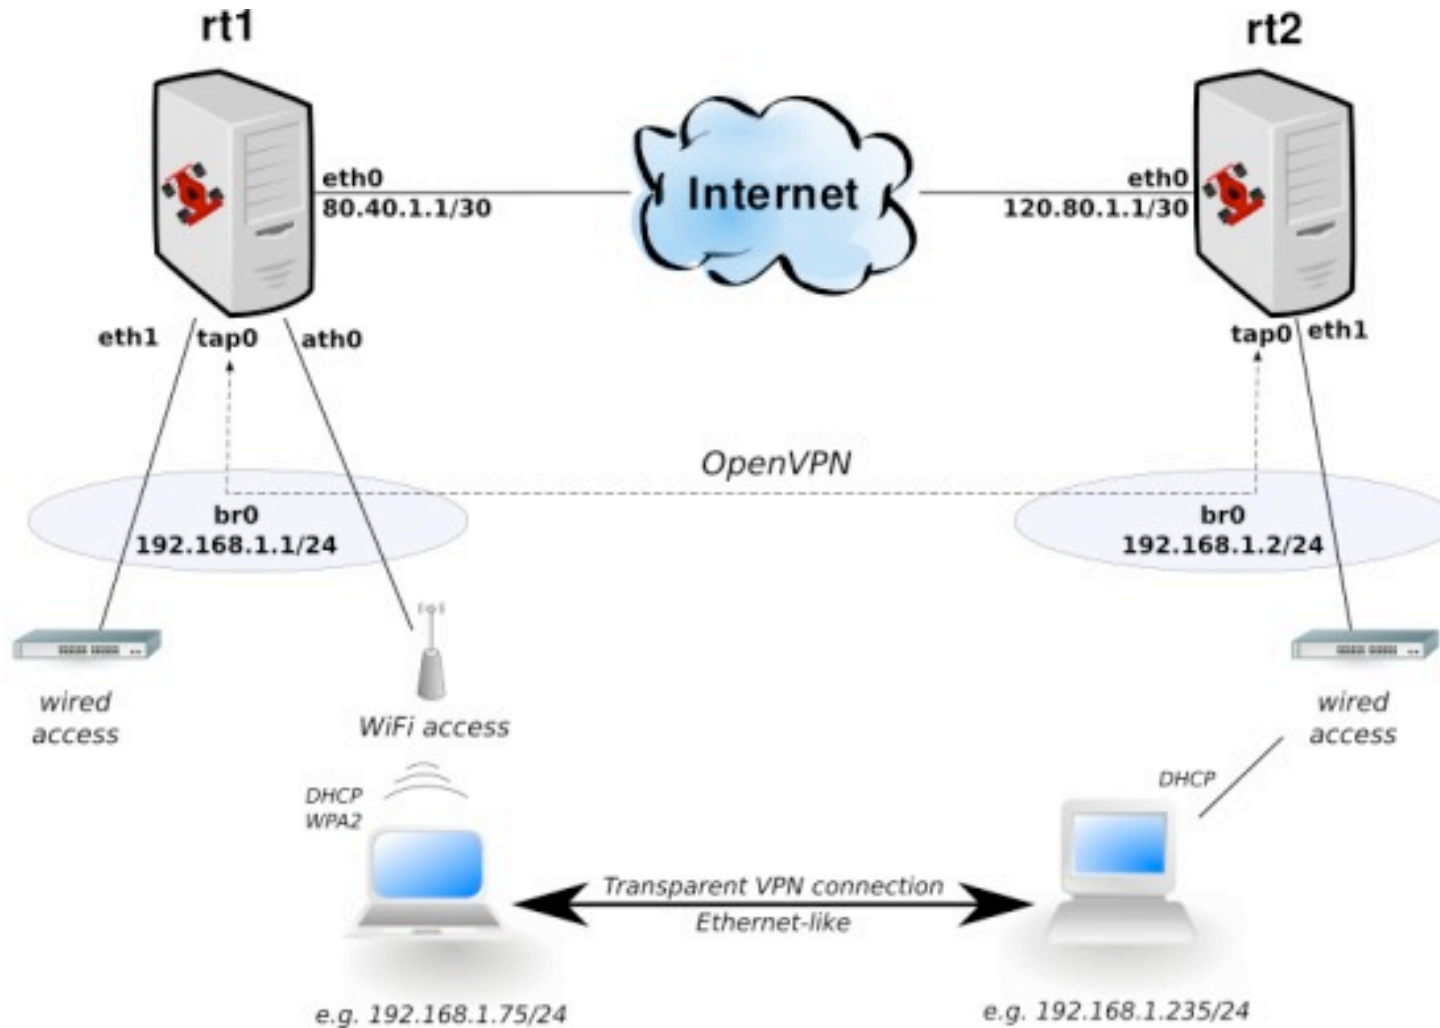 rt1
rt2
eth0
80.40.1.1/30
Internet
eth0
120.80.1.1/30
eth1
tap0
ath0
tap0
eth1
OpenVPN
br0
192.168.1.1/24
br0
192.168.1.2/24
wired
access
WiFi access
wired
access
DHCP
WPA2
DHCP
Transparent VPN connection
Ethernet-like
e.g. 192.168.1.75/24
e.g. 192.168.1.235/24